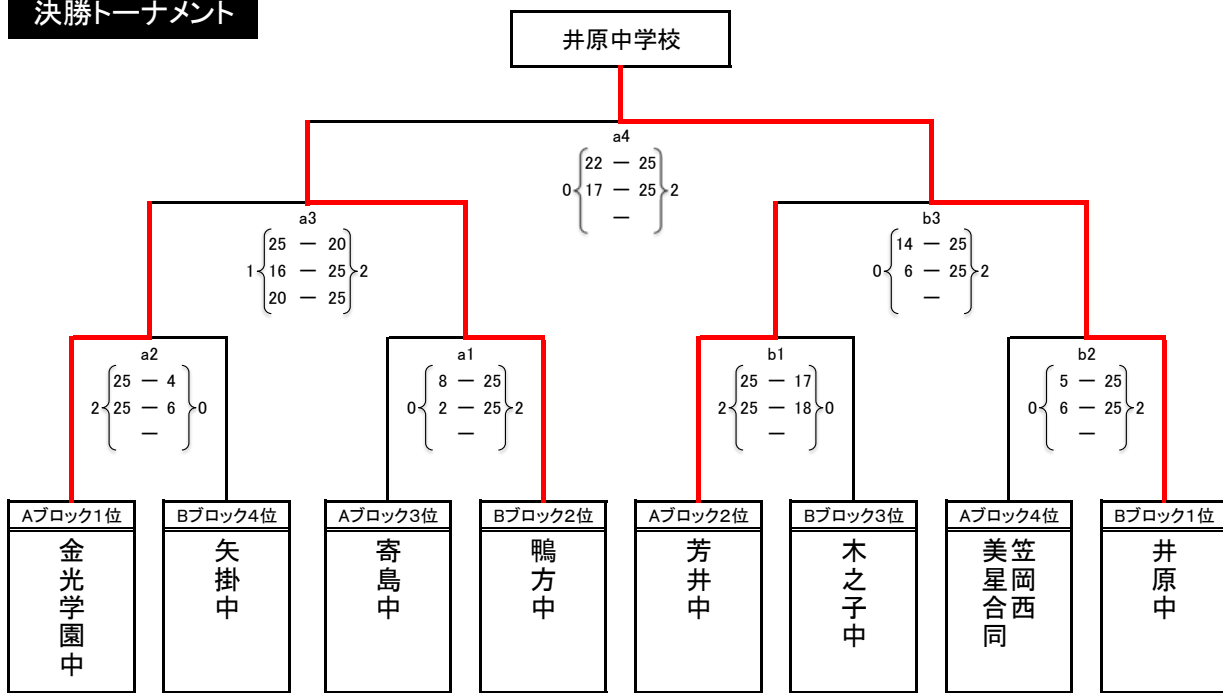 決勝トーナメント
井原中学校
a4
22 ー 25
0 17 ー 25 2
ー
a3
25 ー 20
1 16 ー 25 2
20 ー 25
b3
14 ー 25
0 6 ー 25 2
ー
a2
25 ー 4
2 25 ー 6 0
ー
a1
8 ー 25
0 2 ー 25 2
ー
b1
25 ー 17
2 25 ー 18 0
ー
b2
5 ー 25
0 6 ー 25 2
ー
Aブロック1位
金光学園中
Bブロック4位
矢掛中
Aブロック3位
寄島中
Bブロック2位
鴨方中
Aブロック2位
芳井中
Bブロック3位
木之子中
Aブロック4位
笠岡西
美星合同
Bブロック1位
井原中